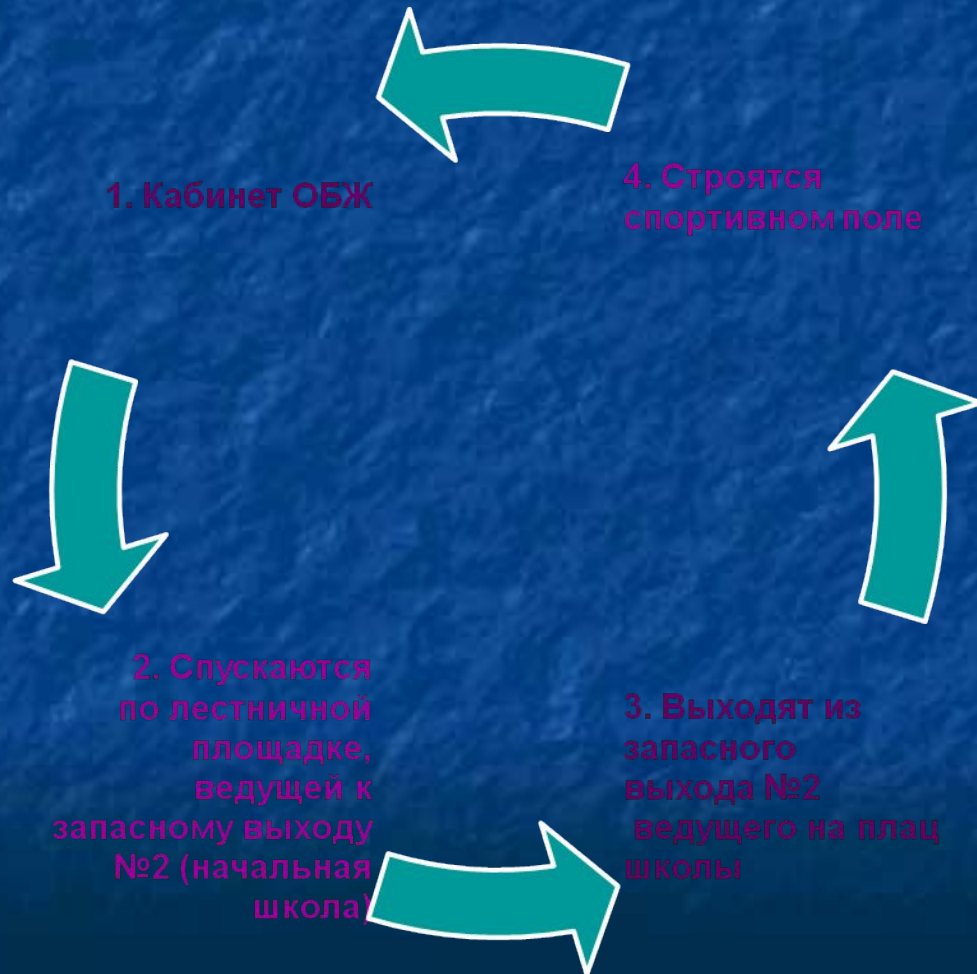 1. Кабинет ОБЖ
2. Спускаются
по лестничной
площадке,
ведущей к
запасному выходу
№2 (начальная
школа)
3. Выходят из
запасного
выхода №2
ведущего на плац
школы
4. Строятся
спортивном поле